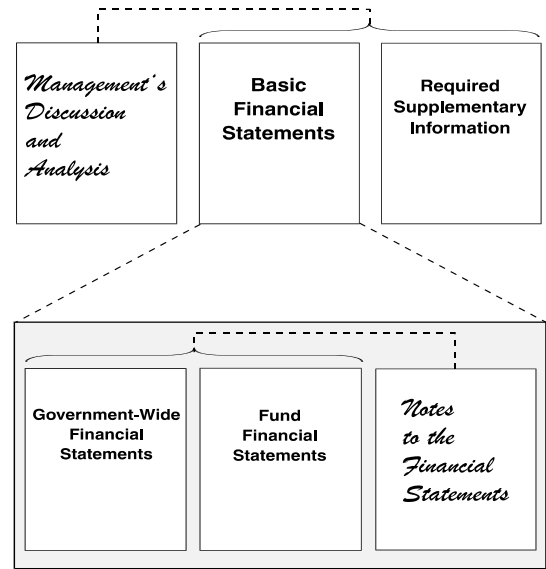 Management's
Discussion
and
Analysis
Basic
Financial
Statements
Required
Supplementary
Information
Government-Wide
Financial
Statements
Fund
Financial
Statements
Notes
to the
Financial
Statements